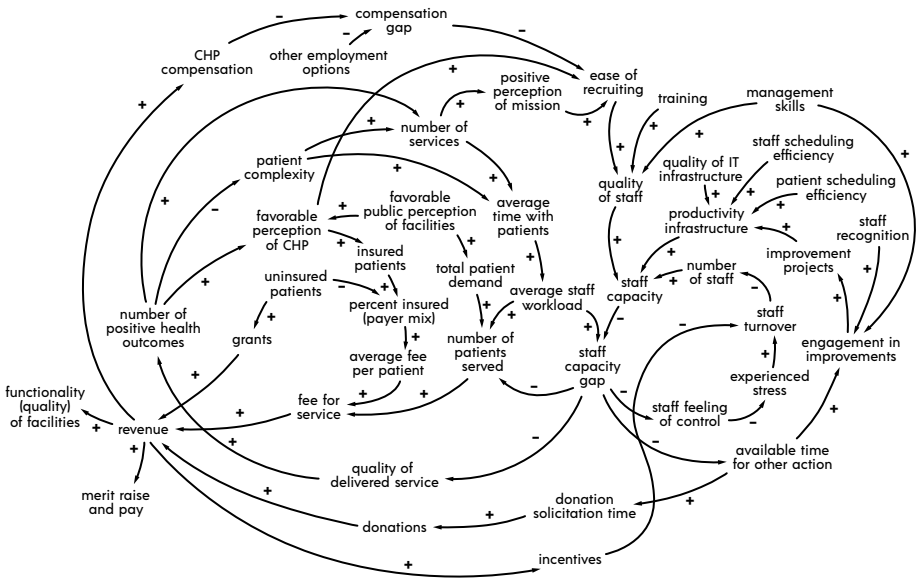 compensation
gap
CHP
compensation
other employment
options
positive
perception
of mission
ease of
recruiting
training
management
skills
number of
services
staff scheduling
efficiency
patient
complexity
quality of IT
infrastructure
quality
of staff
patient scheduling
efficiency
favorable
public perception
of facilities
average
time with
patients
favorable
perception
of CHP
productivity
infrastructure
staff
recognition
insured
patients
improvement
projects
uninsured
patients
total patient
demand
number
of staff
average staff
workload
staff
capacity
percent insured
(payer mix)
number of
positive health
outcomes
grants
staff
turnover
number of
patients
served
staff
capacity
gap
engagement in
improvements
average fee
per patient
experienced
stress
functionality
(quality)
of facilities
fee for
service
staff feeling
of control
revenue
available time
for other action
quality of
delivered service
merit raise
and pay
donation
solicitation time
donations
incentives